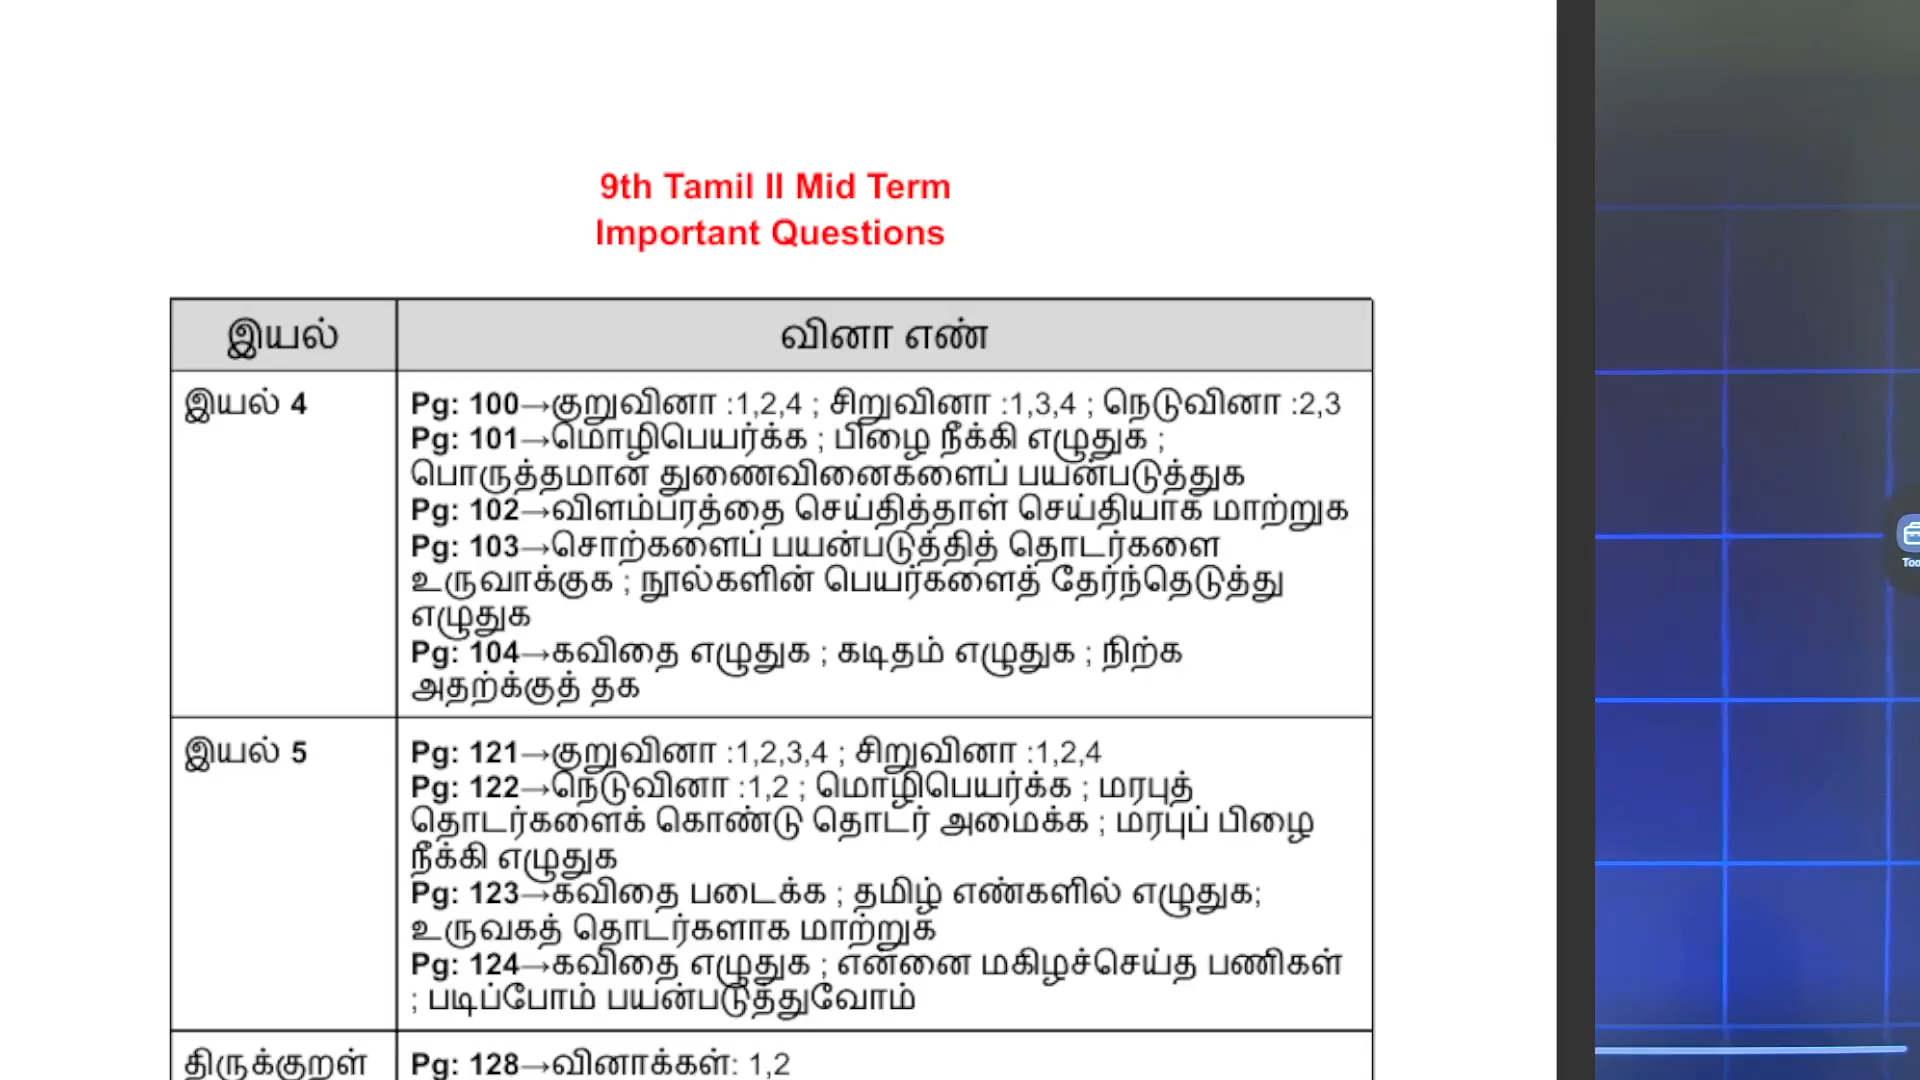 9th Tamil II Mid Term
Important Questions
இயல்
வினா எண்
இயல் 4
Pg: 100→குறுவினா :1,2,4 ; சிறுவினா :1,3,4 ; நெடுவினா :2,3
Pg: 101→மொழிபெயர்க்க ; பிழை நீக்கி எழுதுக ;
பொருத்தமான துணைவினைகளைப் பயன்படுத்துக
Pg: 102→விளம்பரத்தை செய்தித்தாள் செய்தியாக மாற்றுக
Pg: 103→சொற்களைப் பயன்படுத்தித் தொடர்களை
உருவாக்குக ; நூல்களின் பெயர்களைத் தேர்ந்தெடுத்து
எழுதுக
Pg: 104→கவிதை எழுதுக ; கடிதம் எழுதுக ; நிற்க
அதற்க்குத் தக
இயல் 5
Pg: 121→குறுவினா :1,2,3,4 ; சிறுவினா :1,2,4
Pg: 122→நெடுவினா :1,2 ; மொழிபெயர்க்க ; மரபுத்
தொடர்களைக் கொண்டு தொடர் அமைக்க ; மரபுப் பிழை
நீக்கி எழுதுக
Pg: 123→கவிதை படைக்க ; தமிழ் எண்களில் எழுதுக;
உருவகத் தொடர்களாக மாற்றுக
Pg: 124→கவிதை எழுதுக ; என்னை மகிழச்செய்த பணிகள்
; படிப்போம் பயன்படுத்துவோம்
திருக்குறள்
Pg: 128→வினாக்கள்: 1,2